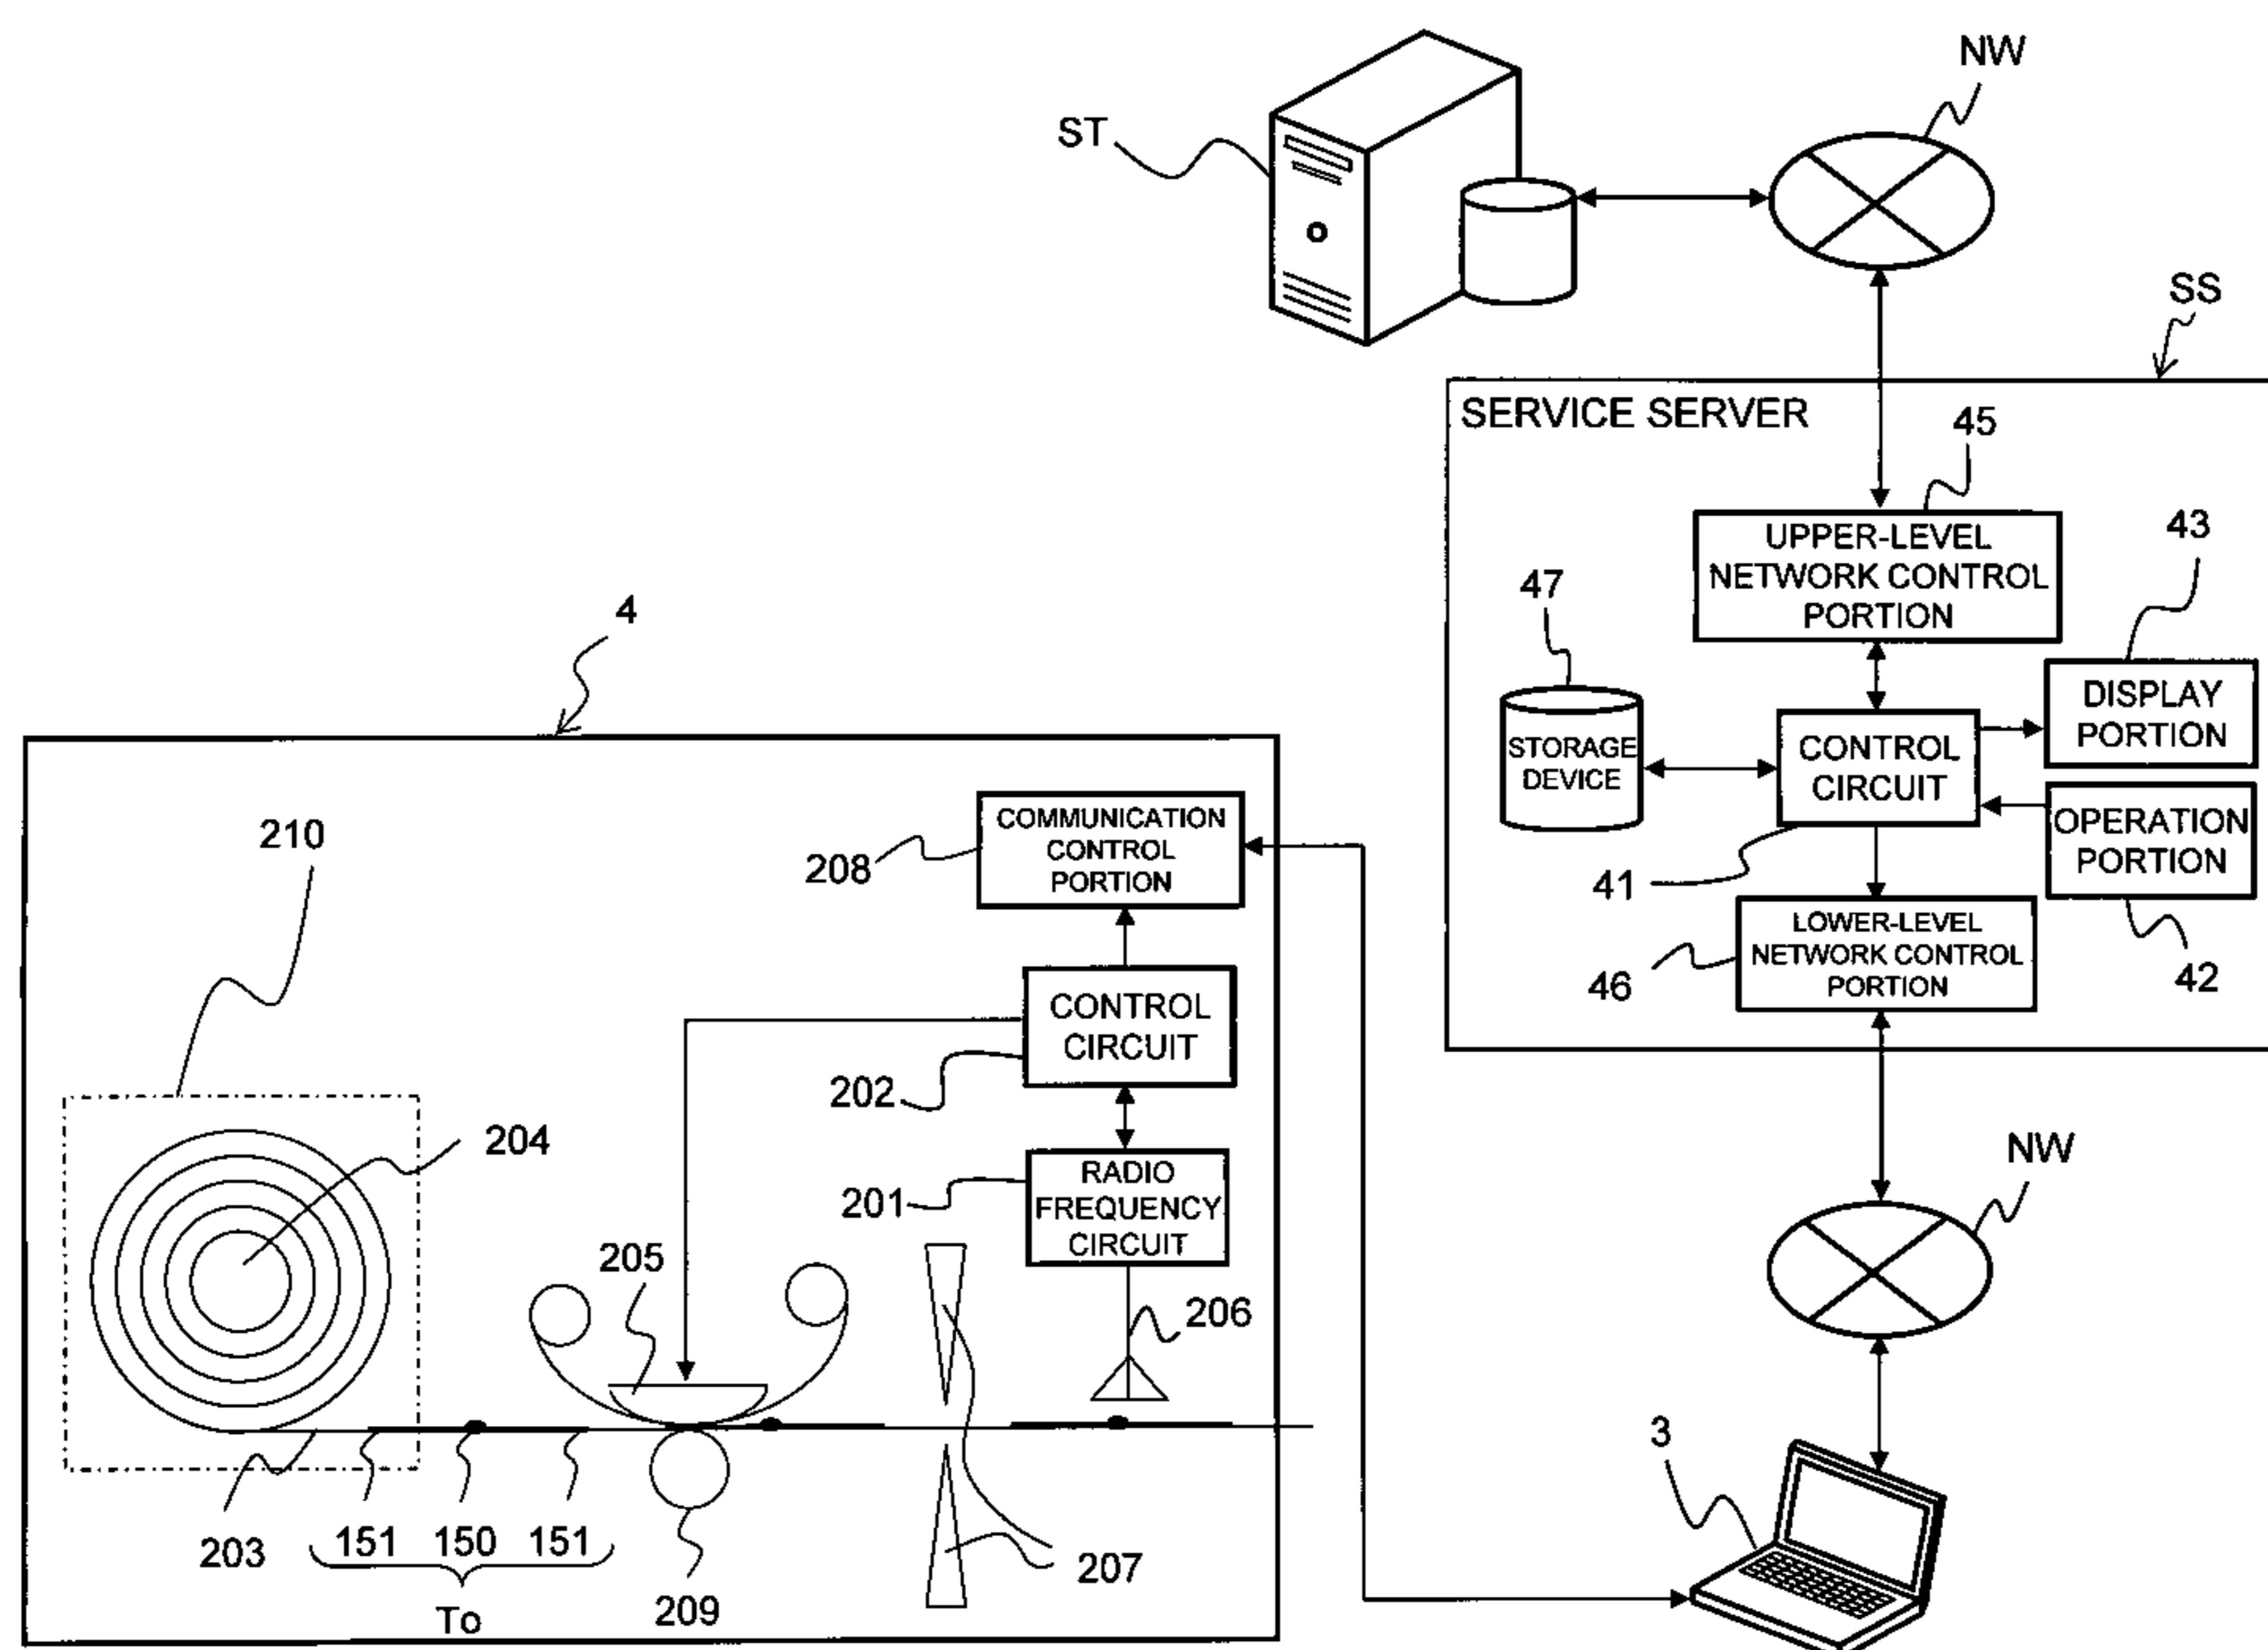 NW
ST
SS
SERVICE SERVER
45
UPPER-LEVEL
NETWORK CONTROL
PORTION
43
47
DISPLAY
PORTION
STORAGE
DEVICE
CONTROL
CIRCUIT
OPERATION
PORTION
41
LOWER-LEVEL
NETWORK CONTROL
PORTION
46
42
NW
3
4
210
COMMUNICATION
CONTROL
PORTION
208
CONTROL
CIRCUIT
202
204
RADIO
FREQUENCY
CIRCUIT
201
205
206
203
151 150 151
To
209
207